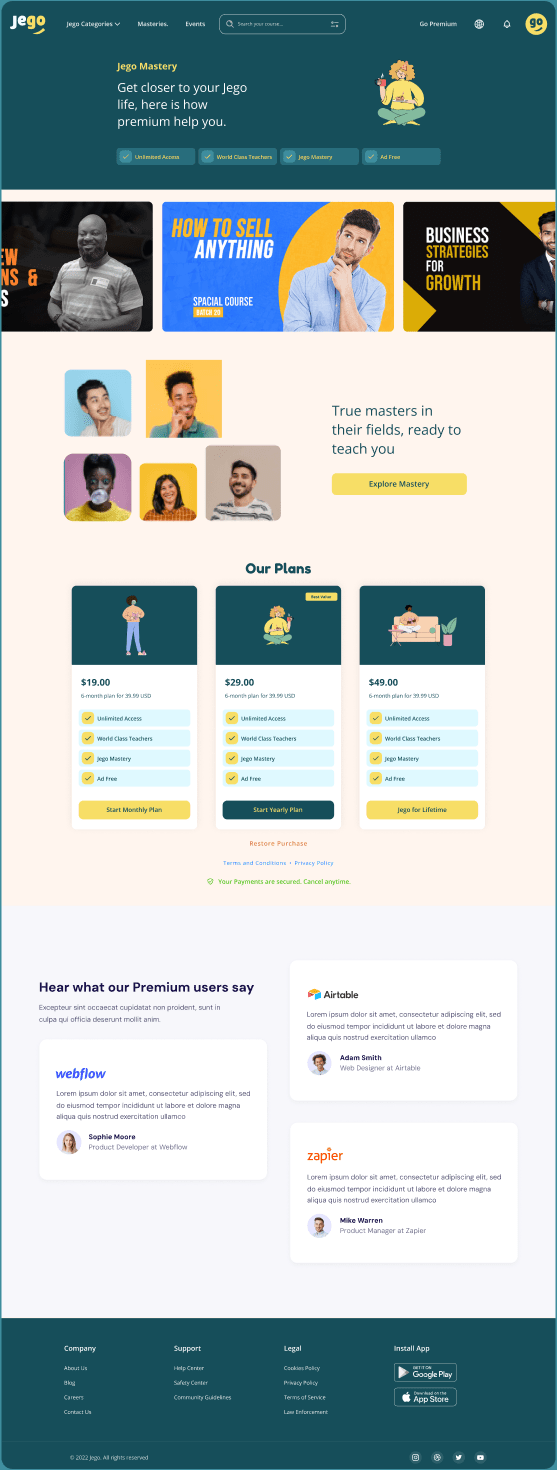 Jego
Jego Categories
Masteries.
Events
Search your course...
Go Premium
go
Jego Mastery
Get closer to your Jego
life, here is how
premium help you.
Unlimited Access
World Class Teachers
Jego Mastery
Ad Free
EW
NS &
S
HOW TO SELL
ANYTHING
SPACIAL COURSE
BATCH 20
BUSINESS
STRATEGIES
FOR
GROWTH
True masters in
their fields, ready to
teach you
Explore Mastery
Our Plans
$19.00
6-month plan for 39.99 USD
Unlimited Access
World Class Teachers
Jego Mastery
Ad Free
Start Monthly Plan
Best Value
$29.00
6-month plan for 39.99 USD
Unlimited Access
World Class Teachers
Jego Mastery
Ad Free
Start Yearly Plan
$49.00
6-month plan for 39.99 USD
Unlimited Access
World Class Teachers
Jego Mastery
Ad Free
Jego for Lifetime
Restore Purchase
Terms and Conditions • Privacy Policy
Your Payments are secured. Cancel anytime.
Hear what our Premium users say
Excepteur sint occaecat cupidatat non proident, sunt in
culpa qui officia deserunt mollit anim.
webflow
Lorem ipsum dolor sit amet, consectetur adipiscing elit, sed
do eiusmod tempor incididunt ut labore et dolore magna
aliqua quis nostrud exercitation ullamco
Sophie Moore
Product Developer at Webflow
Airtable
Lorem ipsum dolor sit amet, consectetur adipiscing elit, sed
do eiusmod tempor incididunt ut labore et dolore magna
aliqua quis nostrud exercitation ullamco
Adam Smith
Web Designer at Airtable
zapier
Lorem ipsum dolor sit amet, consectetur adipiscing elit, sed
do eiusmod tempor incididunt ut labore et dolore magna
aliqua quis nostrud exercitation ullamco
Mike Warren
Product Manager at Zapier
Company
About Us
Blog
Careers
Contact Us
Support
Help Center
Safety Center
Community Guidelines
Legal
Cookies Policy
Privacy Policy
Terms of Service
Law Enforcement
Install App
GET IT ON
Google Play
Download on the
App Store
© 2022 Jego. All rights reserved